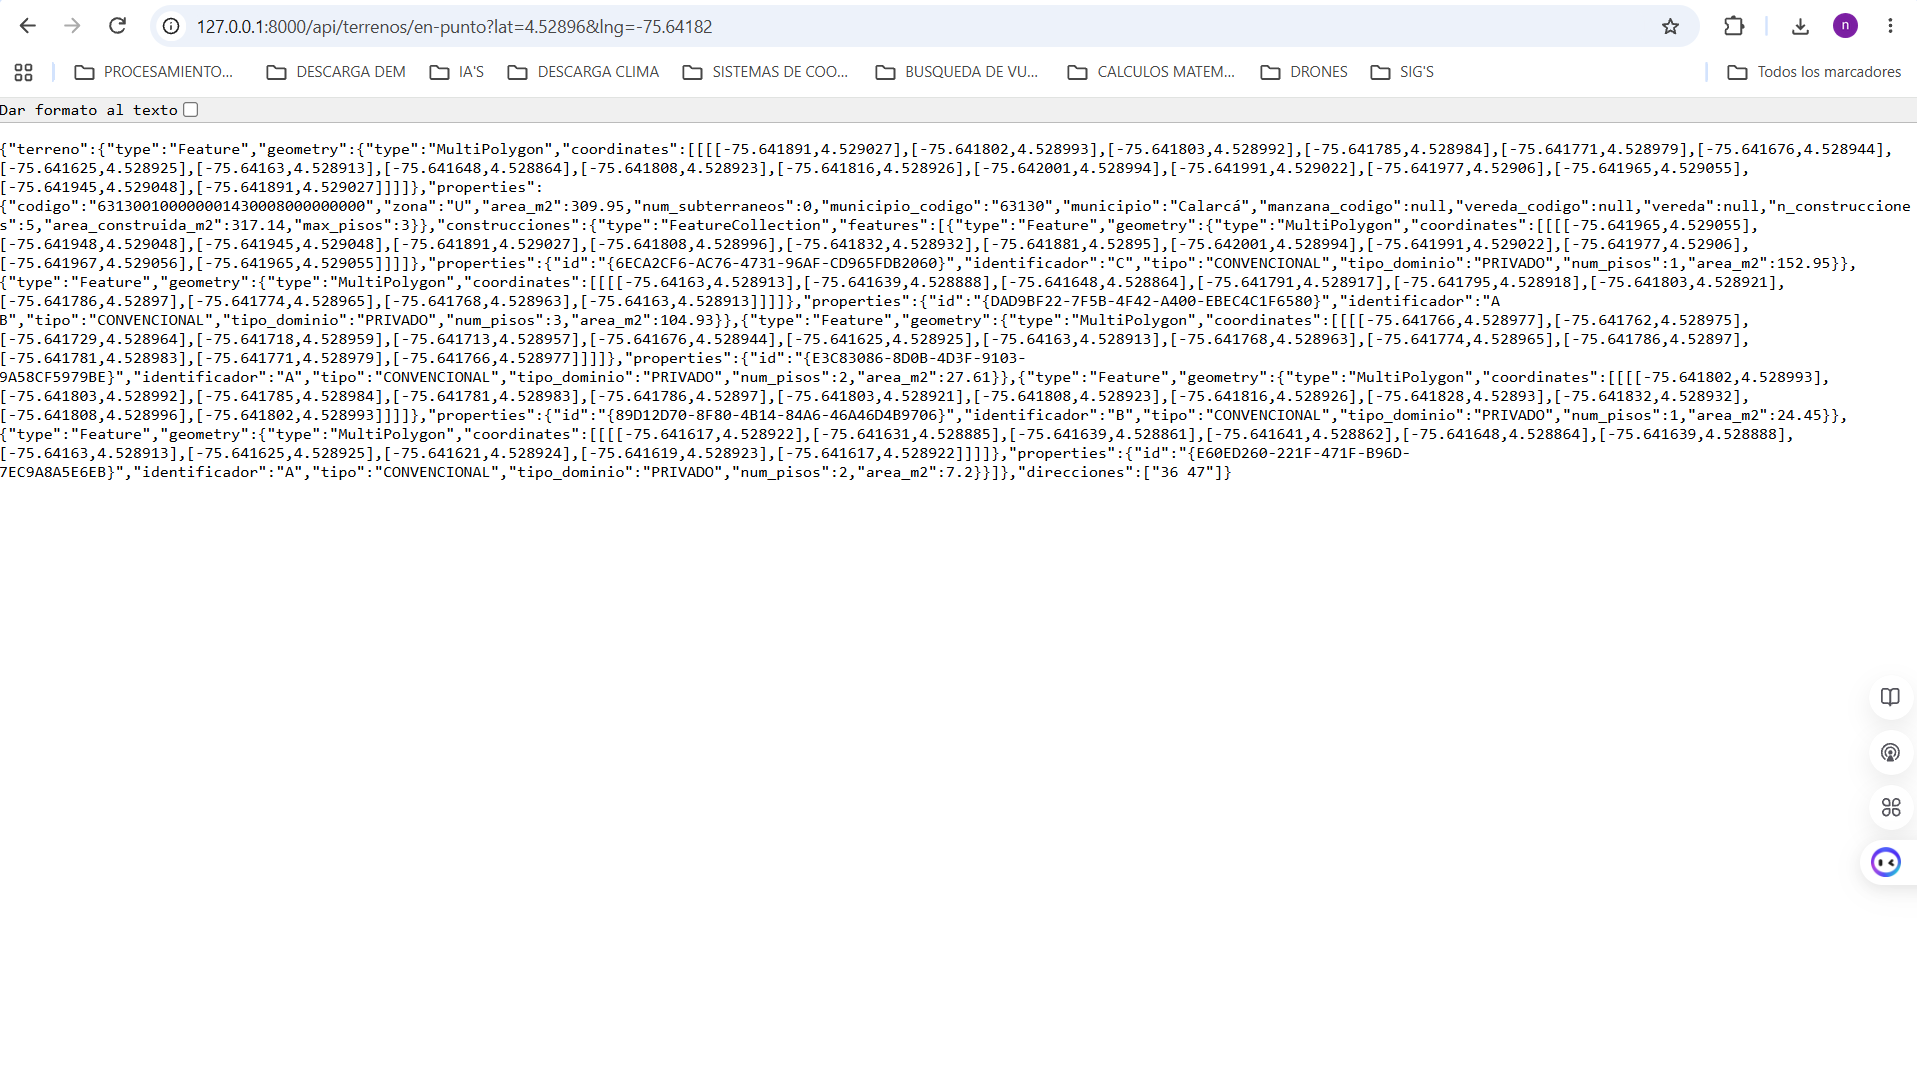 127.0.0.1:8000/api/terrenos/en-punto?lat=4.52896&lng=-75.64182
n
PROCESAMIENTO... DESCARGA DEM IA'S DESCARGA CLIMA SISTEMAS DE COO... BUSQUEDA DE VU... CALCULOS MATEM... DRONES SIG'S Todos los marcadores
Dar formato al texto
{"terreno":{"type":"Feature","geometry":{"type":"MultiPolygon","coordinates":[[[[-75.641891,4.529027],[-75.641802,4.528993],[-75.641803,4.528992],[-75.641785,4.528984],[-75.641771,4.528979],[-75.641676,4.528944],
[-75.641625,4.528925],[-75.64163,4.528913],[-75.641648,4.528864],[-75.641808,4.528923],[-75.641816,4.528926],[-75.642001,4.528994],[-75.641991,4.529022],[-75.641977,4.52906],[-75.641965,4.529055],
[-75.641945,4.529048],[-75.641891,4.529027]]]]},"properties":
{"codigo":"631300100000001430008000000000","zona":"U","area_m2":309.95,"num_subterraneos":0,"municipio_codigo":"63130","municipio":"Calarcá","manzana_codigo":null,"vereda_codigo":null,"vereda":null,"n_construccione
s":5,"area_construida_m2":317.14,"max_pisos":3}},"construcciones":{"type":"FeatureCollection","features":[{"type":"Feature","geometry":{"type":"MultiPolygon","coordinates":[[[[-75.641965,4.529055],
[-75.641948,4.529048],[-75.641945,4.529048],[-75.641891,4.529027],[-75.641808,4.528996],[-75.641832,4.528932],[-75.641881,4.52895],[-75.642001,4.528994],[-75.641991,4.529022],[-75.641977,4.52906],
[-75.641967,4.529056],[-75.641965,4.529055]]]]},"properties":{"id":"{6ECA2CF6-AC76-4731-96AF-CD965FDB2060}","identificador":"C","tipo":"CONVENCIONAL","tipo_dominio":"PRIVADO","num_pisos":1,"area_m2":152.95}},
{"type":"Feature","geometry":{"type":"MultiPolygon","coordinates":[[[[-75.64163,4.528913],[-75.641639,4.528888],[-75.641648,4.528864],[-75.641791,4.528917],[-75.641795,4.528918],[-75.641803,4.528921],
[-75.641786,4.52897],[-75.641774,4.528965],[-75.641768,4.528963],[-75.64163,4.528913]]]]},"properties":{"id":"{DAD9BF22-7F5B-4F42-A400-EBEC4C1F6580}","identificador":"A
B","tipo":"CONVENCIONAL","tipo_dominio":"PRIVADO","num_pisos":3,"area_m2":104.93}},{"type":"Feature","geometry":{"type":"MultiPolygon","coordinates":[[[[-75.641766,4.528977],[-75.641762,4.528975],
[-75.641729,4.528964],[-75.641718,4.528959],[-75.641713,4.528957],[-75.641676,4.528944],[-75.641625,4.528925],[-75.64163,4.528913],[-75.641768,4.528963],[-75.641774,4.528965],[-75.641786,4.52897],
[-75.641781,4.528983],[-75.641771,4.528979],[-75.641766,4.528977]]]]},"properties":{"id":"{E3C83086-8D0B-4D3F-9103-
9A58CF5979BE}","identificador":"A","tipo":"CONVENCIONAL","tipo_dominio":"PRIVADO","num_pisos":2,"area_m2":27.61}},{"type":"Feature","geometry":{"type":"MultiPolygon","coordinates":[[[[-75.641802,4.528993],
[-75.641803,4.528992],[-75.641785,4.528984],[-75.641781,4.528983],[-75.641786,4.52897],[-75.641803,4.528921],[-75.641808,4.528923],[-75.641816,4.528926],[-75.641828,4.52893],[-75.641832,4.528932],
[-75.641808,4.528996],[-75.641802,4.528993]]]]},"properties":{"id":"{89D12D70-8F80-4B14-84A6-46A46D4B9706}","identificador":"B","tipo":"CONVENCIONAL","tipo_dominio":"PRIVADO","num_pisos":1,"area_m2":24.45}},
{"type":"Feature","geometry":{"type":"MultiPolygon","coordinates":[[[[-75.641617,4.528922],[-75.641631,4.528885],[-75.641639,4.528861],[-75.641641,4.528862],[-75.641648,4.528864],[-75.641639,4.528888],
[-75.64163,4.528913],[-75.641625,4.528925],[-75.641621,4.528924],[-75.641619,4.528923],[-75.641617,4.528922]]]]},"properties":{"id":"{E60ED260-221F-471F-B96D-
7EC9A8A5E6EB}","identificador":"A","tipo":"CONVENCIONAL","tipo_dominio":"PRIVADO","num_pisos":2,"area_m2":7.2}}]},"direcciones":["36 47"]}